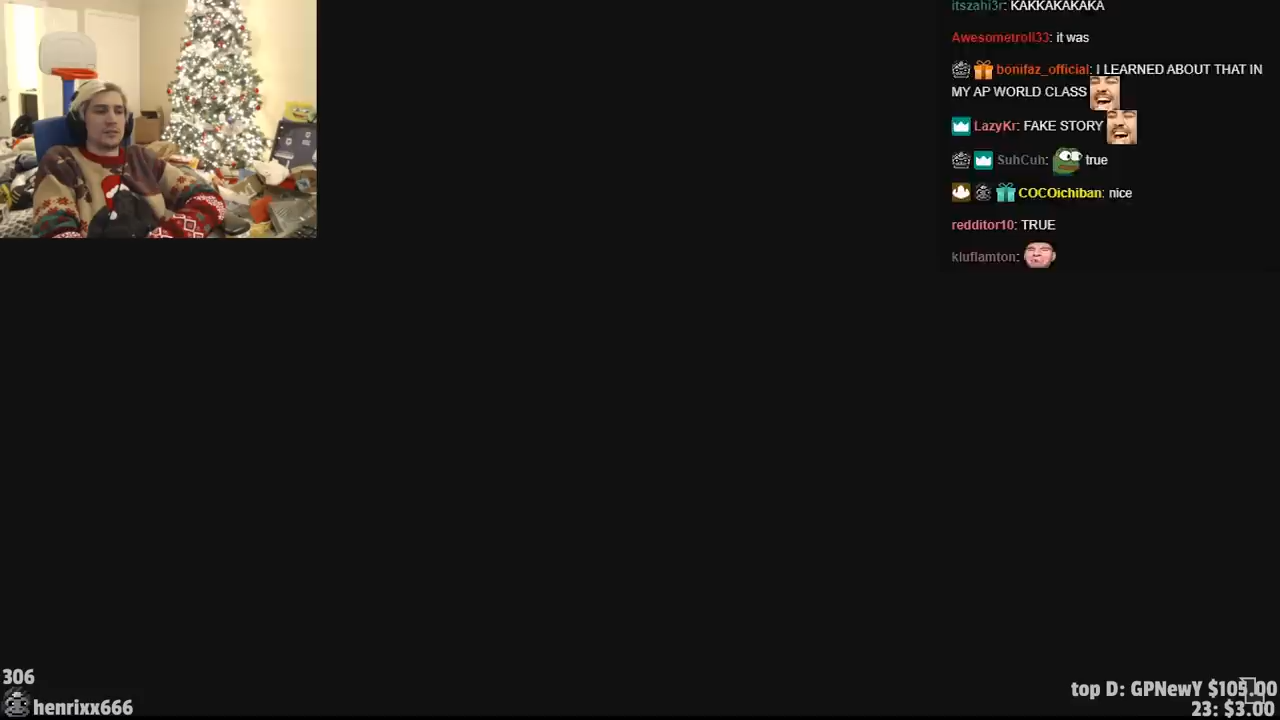 itszahi3r: KAKKAKAKAKA
Awesometroll33: it was
bonifaz_official: I LEARNED ABOUT THAT IN
MY AP WORLD CLASS
LazyKr: FAKE STORY
SuhCuh: true
COCOichiban: nice
redditor10: TRUE
kluflamton:
306
henrixx666
top D: GPNewY $105.00
23: $3.00